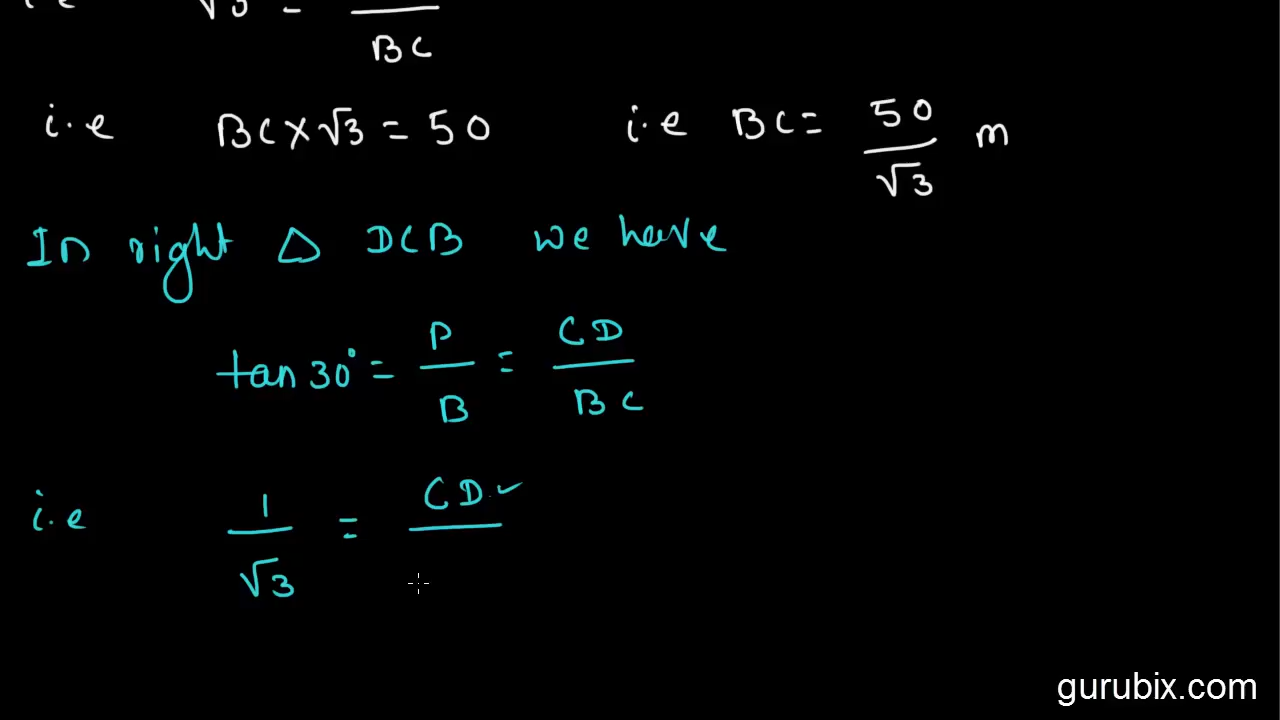 i.e √3 =
BC
i.e BC×√3 = 50 i.e BC = 50/√3 m
In right △ DCB we have
tan 30° = P/B = CD/BC
i.e 1/√3 = CD
gurubix.com